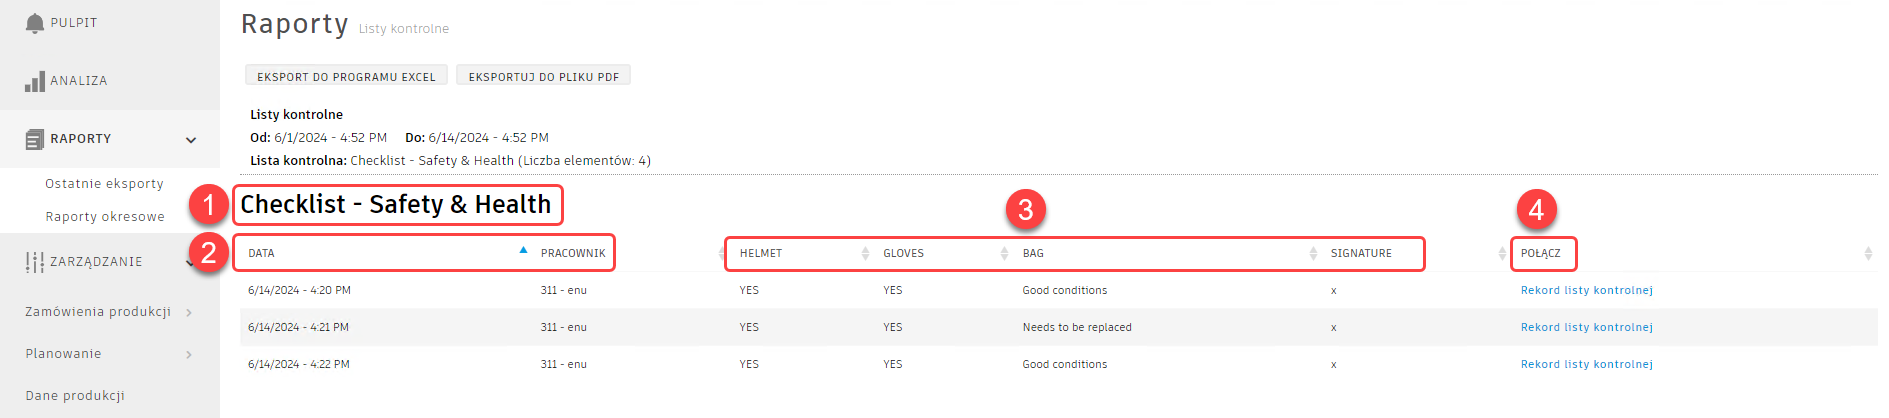 PULPIT
ANALIZA
RAPORTY
Ostatnie eksporty
Raporty okresowe
ZARZĄDZANIE
Zamówienia produkcji
Planowanie
Dane produkcji
Raporty Listy kontrolne
EKSPORT DO PROGRAMU EXCEL EKSPORTUJ DO PLIKU PDF
Listy kontrolne
Od: 6/1/2024 - 4:52 PM Do: 6/14/2024 - 4:52 PM
Lista kontrolna: Checklist - Safety & Health (Liczba elementów: 4)
1 Checklist - Safety & Health 3 4
2 DATA PRACOWNIK HELMET GLOVES BAG SIGNATURE POŁĄCZ
6/14/2024 - 4:20 PM 311 - enu YES YES Good conditions x Rekord listy kontrolnej
6/14/2024 - 4:21 PM 311 - enu YES YES Needs to be replaced x Rekord listy kontrolnej
6/14/2024 - 4:22 PM 311 - enu YES YES Good conditions x Rekord listy kontrolnej